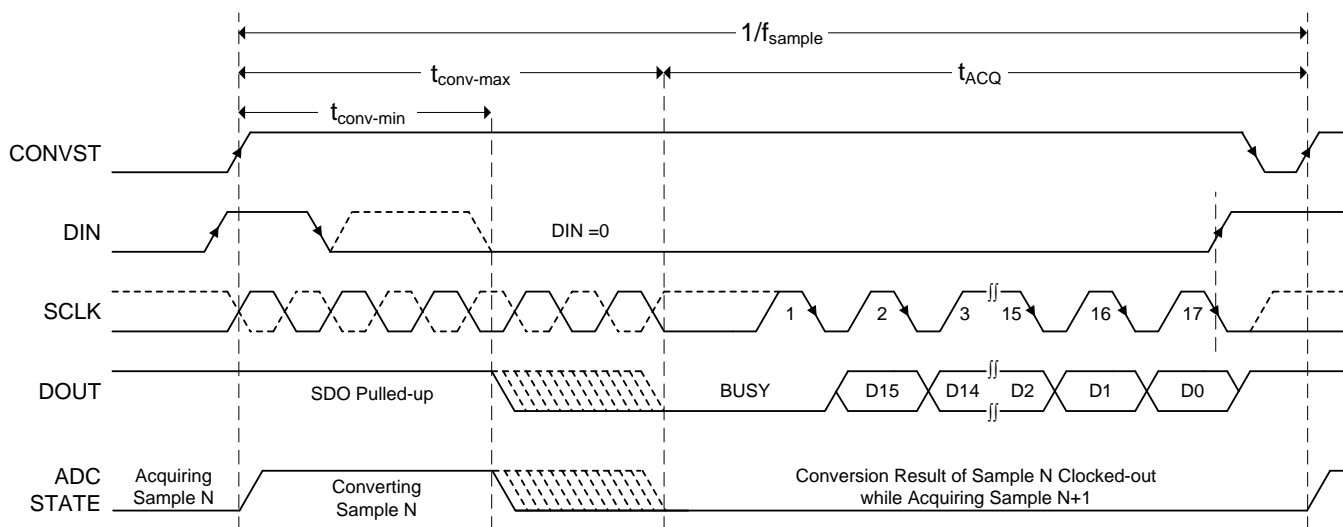 1/fsample
tconv-max
tACQ
tconv-min
CONVST
DIN
DIN =0
SCLK
1
2
3
15
16
17
DOUT
SDO Pulled-up
BUSY
D15
D14
D2
D1
D0
ADC
STATE
Acquiring
Sample N
Converting
Sample N
Conversion Result of Sample N Clocked-out
while Acquiring Sample N+1